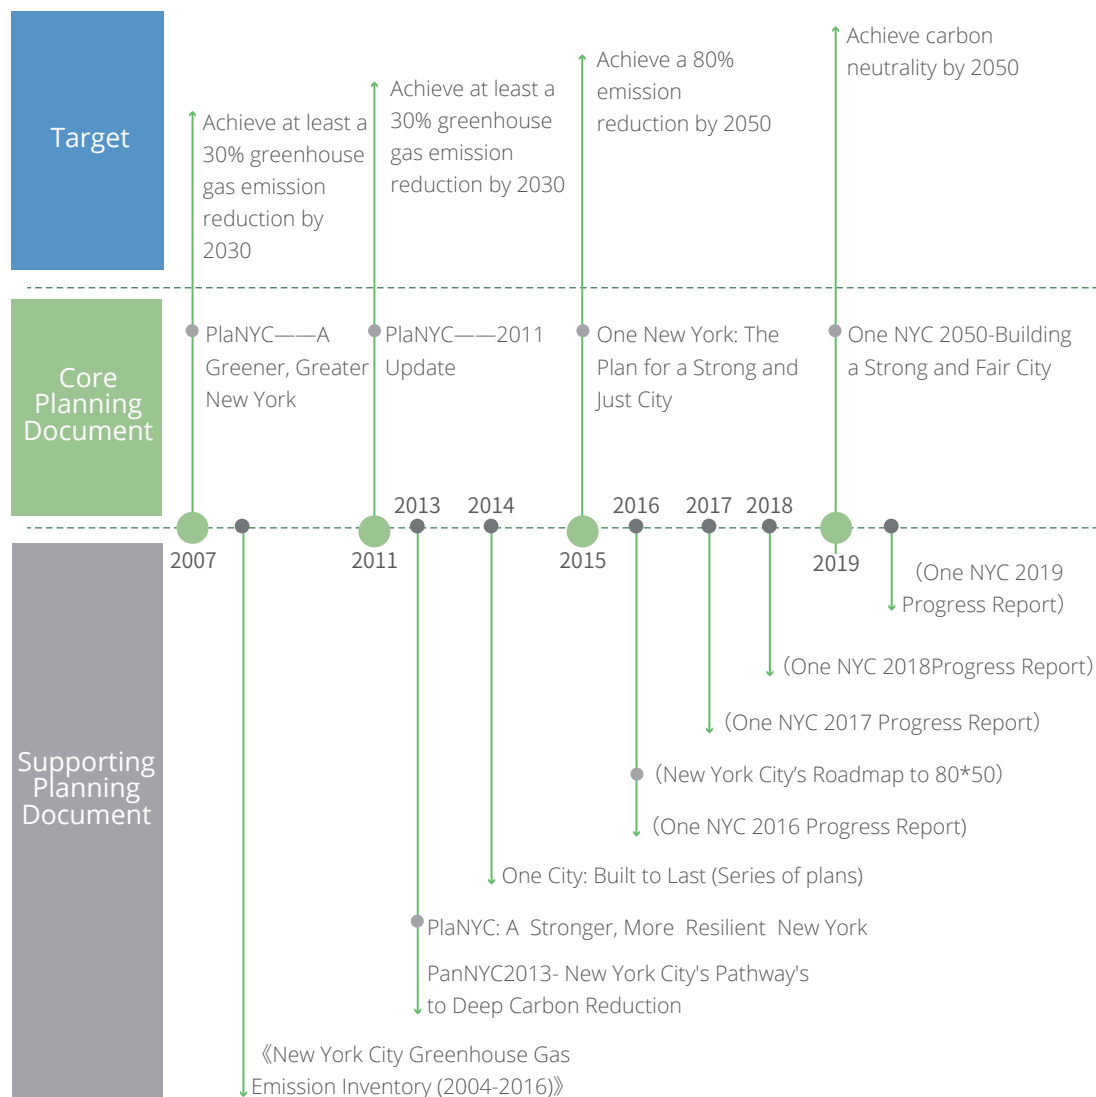 Target
Achieve at least a
30% greenhouse
gas emission
reduction by
2030
Achieve at least a
30% greenhouse
gas emission
reduction by 2030
Achieve a 80%
emission
reduction by 2050
Achieve carbon
neutrality by 2050
Core
Planning
Document
PlaNYC——A
Greener, Greater
New York
PlaNYC——2011
Update
One New York: The
Plan for a Strong and
Just City
One NYC 2050-Building
a Strong and Fair City
2007
2011
2013
2014
2015
2016
2017
2018
2019
Supporting
Planning
Document
（One NYC 2019
Progress Report）
（One NYC 2018Progress Report）
（One NYC 2017 Progress Report）
（New York City’s Roadmap to 80*50）
（One NYC 2016 Progress Report)
One City: Built to Last (Series of plans)
PlaNYC: A Stronger, More Resilient New York
PanNYC2013- New York City's Pathway's
to Deep Carbon Reduction
《New York City Greenhouse Gas
Emission Inventory (2004-2016)》